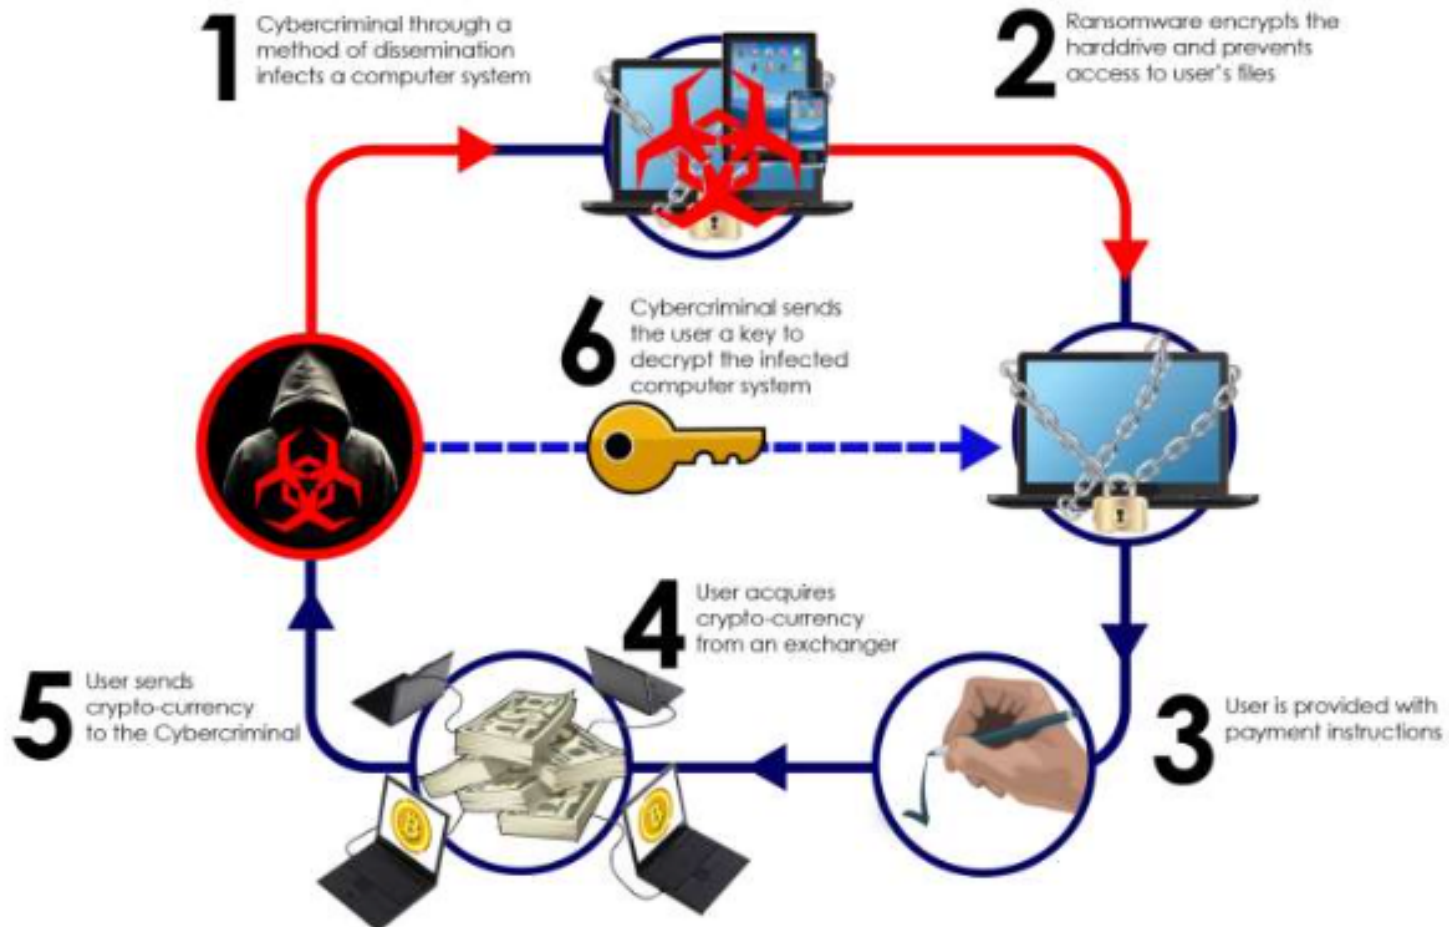 1
Cybercriminal through a
method of dissemination
infects a computer system
2
Ransomware encrypts the
harddrive and prevents
access to user's files
6
Cybercriminal sends
the user a key to
decrypt the infected
computer system
4
User acquires
crypto-currency
from an exchanger
5
User sends
crypto-currency
to the Cybercriminal
3
User is provided with
payment instructions
B
B